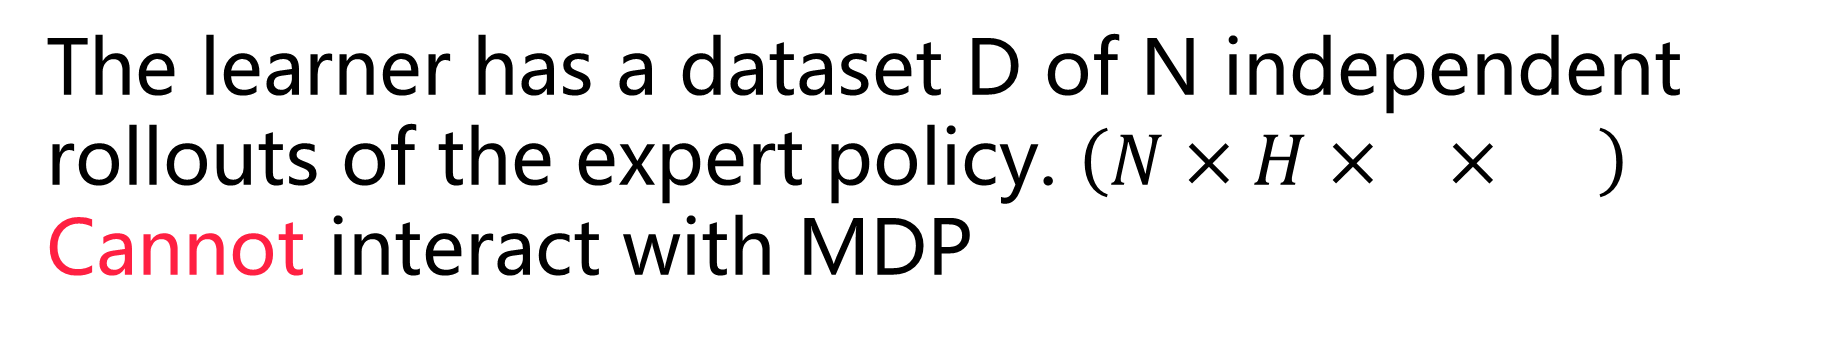 The learner has a dataset D of N independent
rollouts of the expert policy. (N × H × × )
Cannot interact with MDP